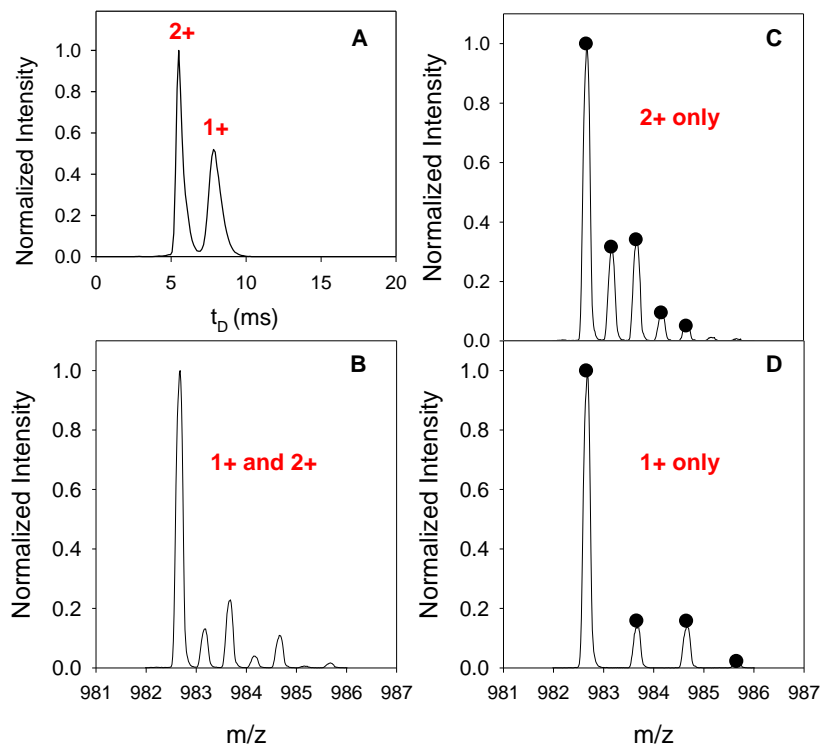 A
2+
1+
Normalized Intensity
1.0
0.8
0.6
0.4
0.2
0.0
0 5 10 15 20
t_D (ms)
C
2+ only
Normalized Intensity
1.0
0.8
0.6
0.4
0.2
0.0
B
1+ and 2+
Normalized Intensity
1.0
0.8
0.6
0.4
0.2
0.0
981 982 983 984 985 986 987
m/z
D
1+ only
Normalized Intensity
1.0
0.8
0.6
0.4
0.2
0.0
981 982 983 984 985 986 987
m/z